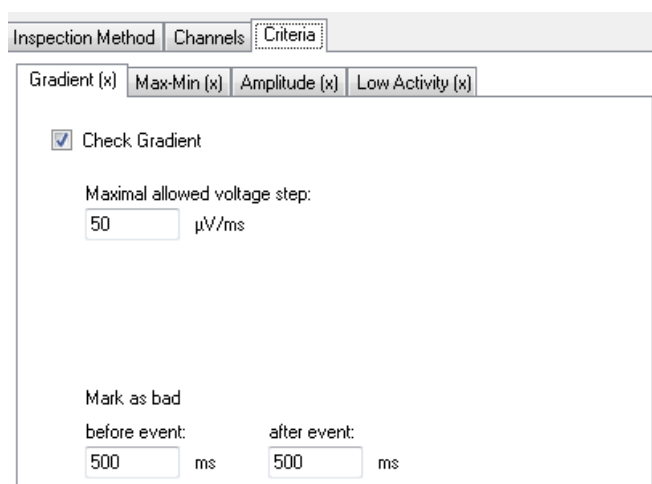 Inspection Method Channels Criteria
Gradient (x) Max-Min (x) Amplitude (x) Low Activity (x)
Check Gradient
Maximal allowed voltage step:
50 µV/ms
Mark as bad
before event: after event:
500 ms 500 ms